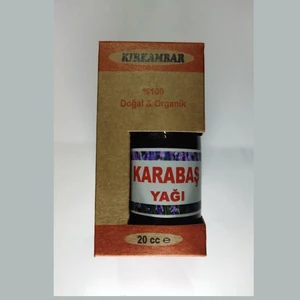 KIRKAMBAR
%100
Doğal & Organik
KARABAŞ
YAĞI
20 cc e